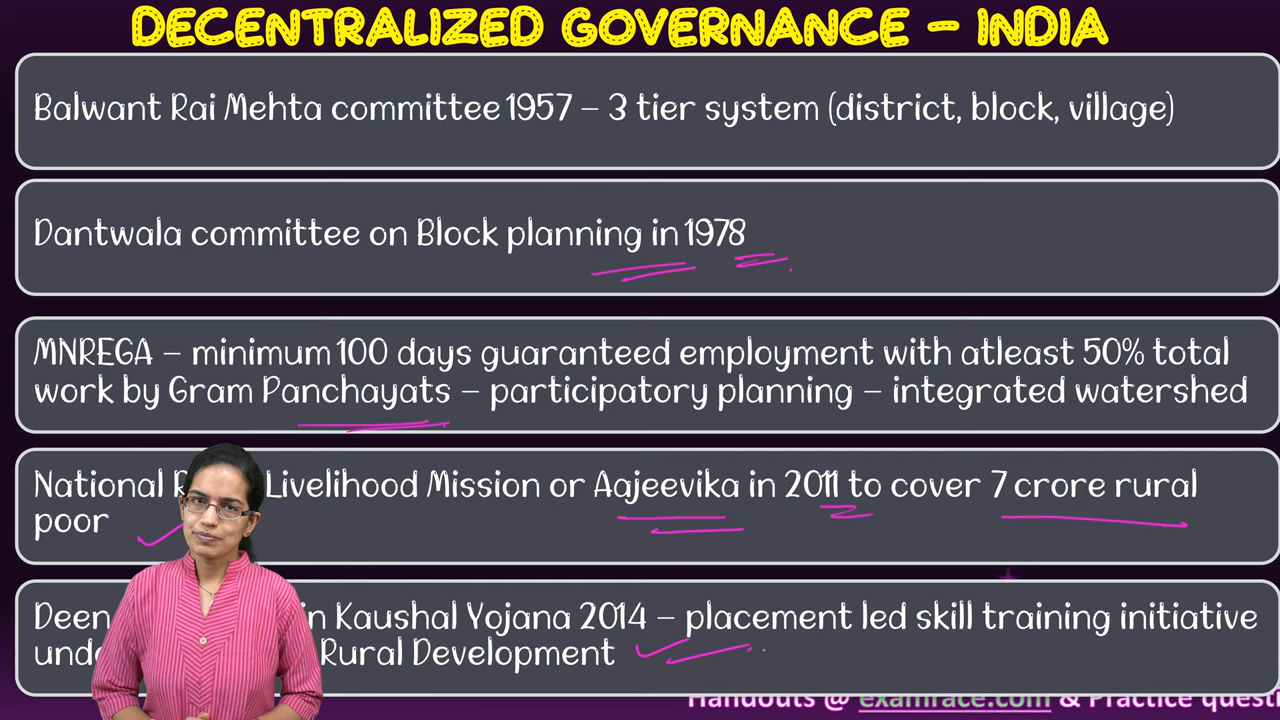 DECENTRALIZED GOVERNANCE – INDIA
Balwant Rai Mehta committee 1957 – 3 tier system (district, block, village)
Dantwala committee on Block planning in 1978
MNREGA – minimum 100 days guaranteed employment with atleast 50% total
work by Gram Panchayats – participatory planning – integrated watershed
National Livelihood Mission or Aajeevika in 2011 to cover 7 crore rural
poor
Deen Kaushal Yojana 2014 – placement led skill training initiative
Rural Development
Handouts @ examrace.com & Practice